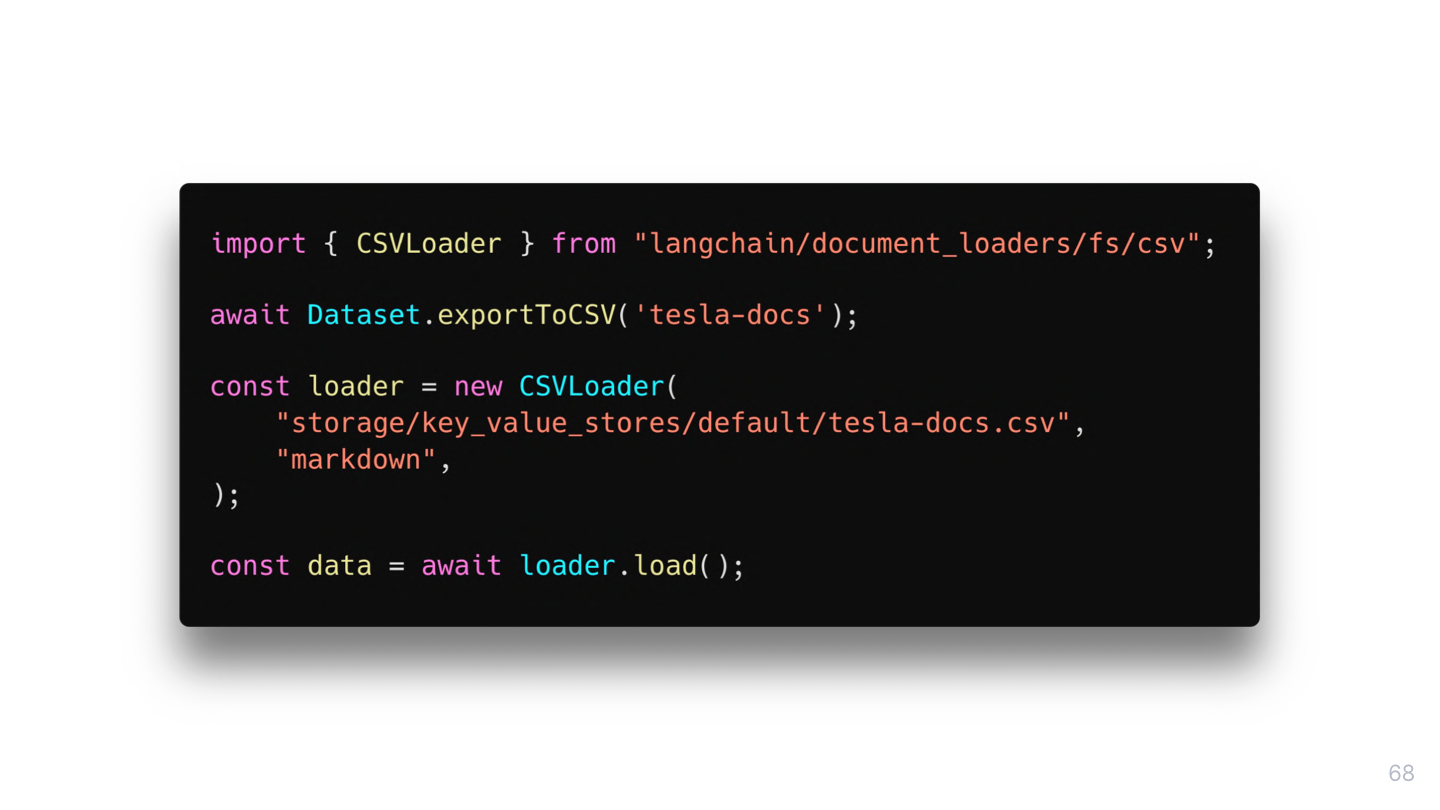 import { CSVLoader } from "langchain/document_loaders/fs/csv";
await Dataset.exportToCSV('tesla-docs');
const loader = new CSVLoader(
    "storage/key_value_stores/default/tesla-docs.csv",
    "markdown",
);
const data = await loader.load();
68